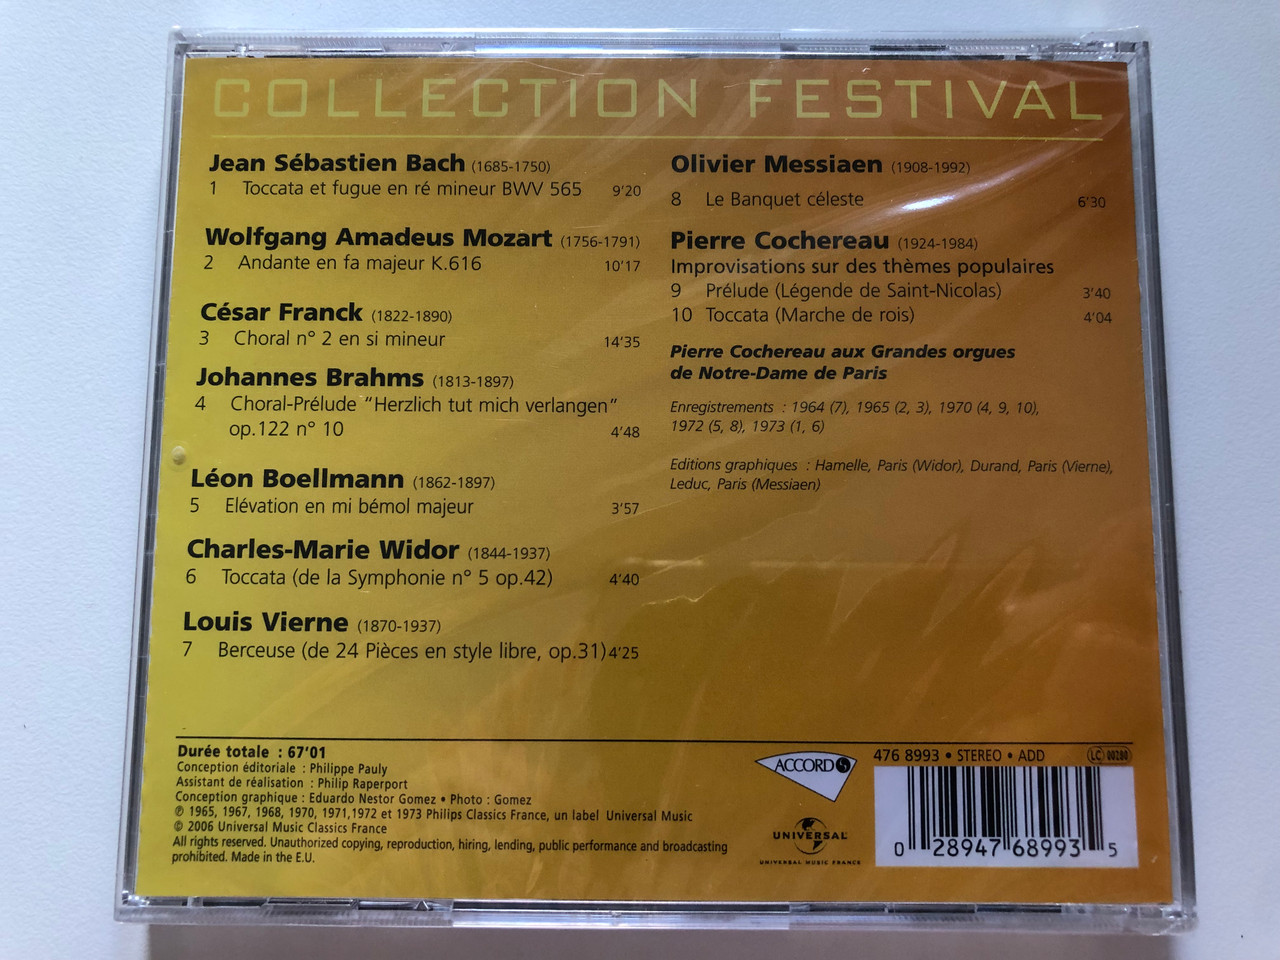 COLLECTION FESTIVAL
Jean Sébastien Bach (1685-1750)
1 Toccata et fugue en ré mineur BWV 565 9'20
Wolfgang Amadeus Mozart (1756-1791)
2 Andante en fa majeur K.616 10'17
César Franck (1822-1890)
3 Choral n° 2 en si mineur 14'35
Johannes Brahms (1813-1897)
4 Choral-Prélude "Herzlich tut mich verlangen"
op.122 n° 10 4'48
Léon Boellmann (1862-1897)
5 Elévation en mi bémol majeur 3'57
Charles-Marie Widor (1844-1937)
6 Toccata (de la Symphonie n° 5 op.42) 4'40
Louis Vierne (1870-1937)
7 Berceuse (de 24 Pièces en style libre, op.31) 4'25
Olivier Messiaen (1908-1992)
8 Le Banquet céleste 6'30
Pierre Cochereau (1924-1984)
Improvisations sur des thèmes populaires
9 Prélude (Légende de Saint-Nicolas) 3'40
10 Toccata (Marche de rois) 4'04
Pierre Cochereau aux Grandes orgues
de Notre-Dame de Paris
Enregistrements : 1964 (7), 1965 (2, 3), 1970 (4, 9, 10),
1972 (5, 8), 1973 (1, 6)
Editions graphiques : Hamelle, Paris (Widor), Durand, Paris (Vierne),
Leduc, Paris (Messiaen)
Durée totale : 67'01
Conception éditoriale : Philippe Pauly
Assistant de réalisation : Philip Raperport
Conception graphique : Eduardo Nestor Gomez • Photo : Gomez
℗ 1965, 1967, 1968, 1970, 1971,1972 et 1973 Philips Classics France, un label Universal Music
© 2006 Universal Music Classics France
All rights reserved. Unauthorized copying, reproduction, hiring, lending, public performance and broadcasting
prohibited. Made in the E.U.
ACCORD
UNIVERSAL
UNIVERSAL MUSIC FRANCE
476 8993 • STEREO • ADD
LC 00280
0 28947 68993 5